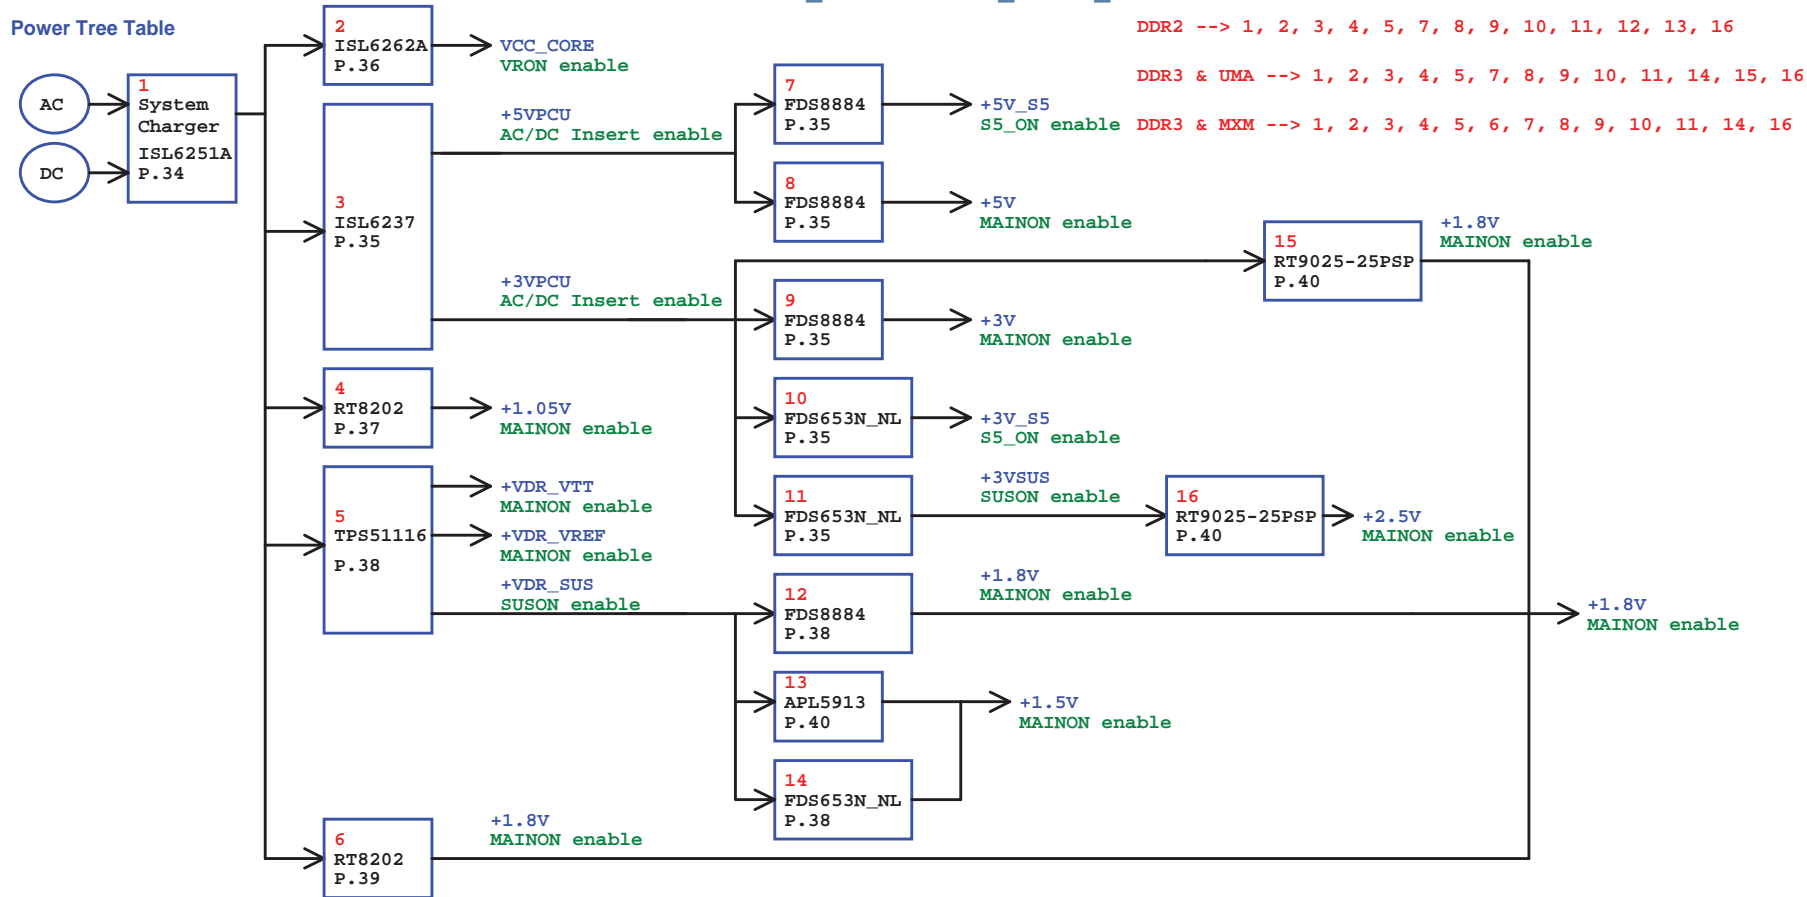 Power Tree Table
DDR2 --> 1, 2, 3, 4, 5, 7, 8, 9, 10, 11, 12, 13, 16
DDR3 & UMA --> 1, 2, 3, 4, 5, 7, 8, 9, 10, 11, 14, 15, 16
DDR3 & MXM --> 1, 2, 3, 4, 5, 6, 7, 8, 9, 10, 11, 14, 16
AC
DC
1
System
Charger
ISL6251A
P.34
2
ISL6262A
P.36
VCC_CORE
VRON enable
3
ISL6237
P.35
+5VPCU
AC/DC Insert enable
+3VPCU
AC/DC Insert enable
4
RT8202
P.37
+1.05V
MAINON enable
5
TPS51116
P.38
+VDR_VTT
MAINON enable
+VDR_VREF
MAINON enable
+VDR_SUS
SUSON enable
6
RT8202
P.39
+1.8V
MAINON enable
7
FDS8884
P.35
+5V_S5
S5_ON enable
8
FDS8884
P.35
+5V
MAINON enable
9
FDS8884
P.35
+3V
MAINON enable
10
FDS653N_NL
P.35
+3V_S5
S5_ON enable
11
FDS653N_NL
P.35
+3VSUS
SUSON enable
12
FDS8884
P.38
+1.8V
MAINON enable
13
APL5913
P.40
+1.5V
MAINON enable
14
FDS653N_NL
P.38
15
RT9025-25PSP
P.40
+1.8V
MAINON enable
16
RT9025-25PSP
P.40
+2.5V
MAINON enable
+1.8V
MAINON enable